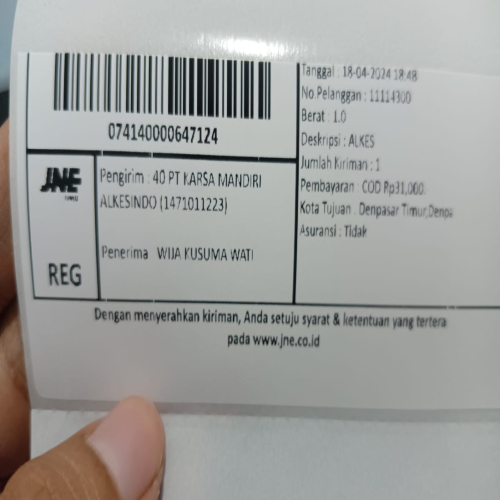 074140000647124
JNE
REG
Pengirim : 40 PT KARSA MANDIRI
ALKESINDO (1471011223)
Penerima WIJA KUSUMA WATI
Tanggal : 18-04-2024 18:48
No.Pelanggan : 11114300
Berat : 1.0
Deskripsi : ALKES
Jumlah Kiriman : 1
Pembayaran : COD Rp31,000.
Kota Tujuan : Denpasar Timur,Denpa
Asuransi : Tidak
Dengan menyerahkan kiriman, Anda setuju syarat & ketentuan yang tertera
pada www.jne.co.id